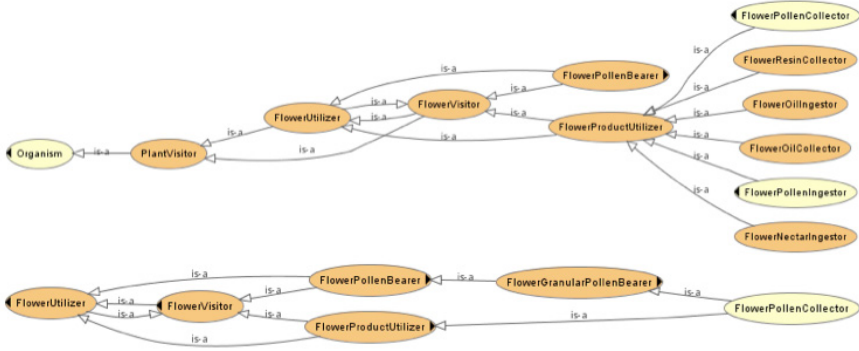 FlowerPollenCollector
is-a
FlowerResinCollector
is-a
is-a
FlowerPollenBearer
is-a
is-a
FlowerOilIngestor
is-a
is-a
FlowerUtilizer
is-a
FlowerVisitor
is-a
is-a
FlowerProductUtilizer
is-a
is-a
is-a
FlowerOilCollector
Organism
is-a
PlantVisitor
is-a
is-a
FlowerPollenIngestor
is-a
FlowerNectarIngestor
is-a
FlowerPollenBearer
is-a
FlowerGranularPollenBearer
is-a
is-a
FlowerUtilizer
is-a
FlowerVisitor
is-a
is-a
FlowerProductUtilizer
is-a
FlowerPollenCollector
is-a